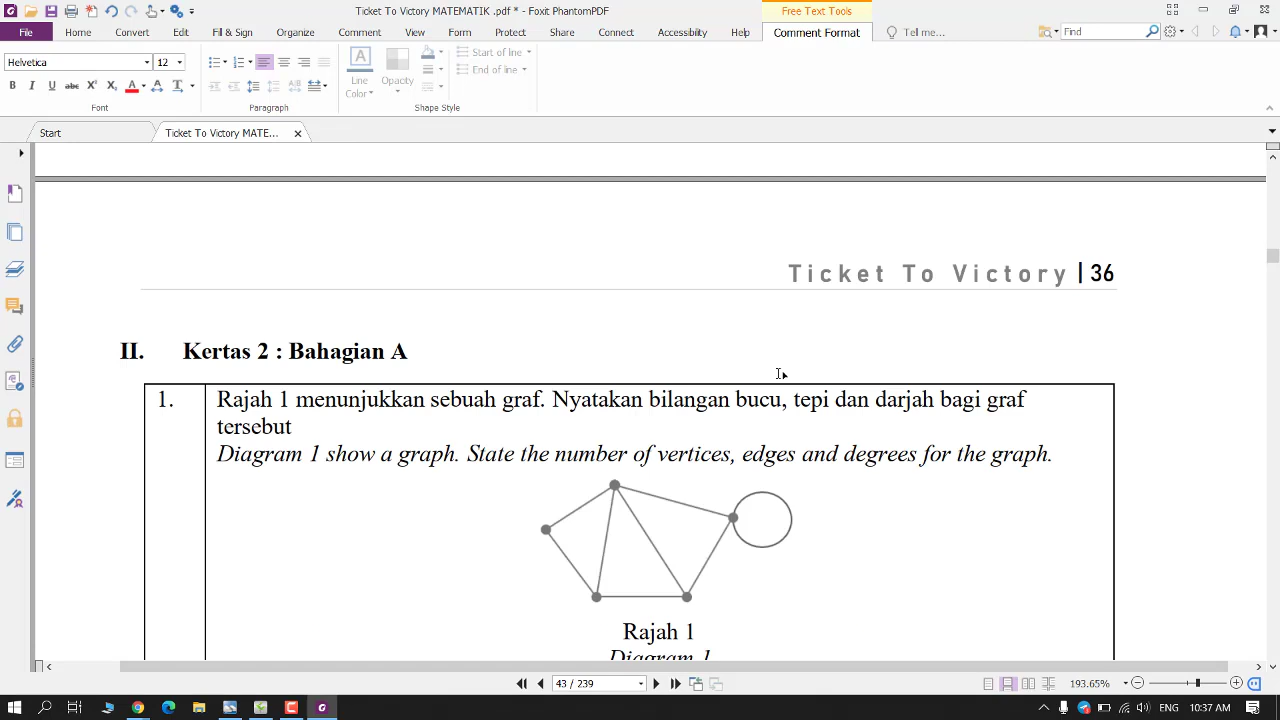 Ticket To Victory MATEMATIK .pdf * - Foxit PhantomPDF
Free Text Tools
File Home Convert Edit Fill & Sign Organize Comment View Form Protect Share Connect Accessibility Help Comment Format Tell me... Find
Helvetica 12
Line Color
Opacity
Start of line
End of line
Font Paragraph Shape Style
Start Ticket To Victory MATE...
Ticket To Victory | 36
II. Kertas 2 : Bahagian A
1. Rajah 1 menunjukkan sebuah graf. Nyatakan bilangan bucu, tepi dan darjah bagi graf
tersebut
Diagram 1 show a graph. State the number of vertices, edges and degrees for the graph.
Rajah 1
Diagram 1
43 / 239 193.65%
ENG 10:37 AM